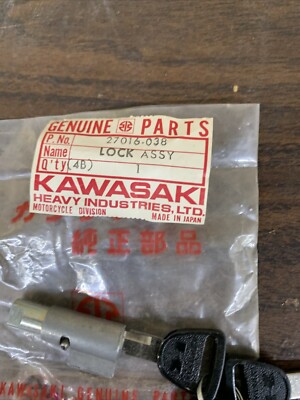 GENUINE PARTS
P.No. 27016-038
Name LOCK ASSY
Q'ty (4B) 1
KAWASAKI
HEAVY INDUSTRIES, LTD.
MOTORCYCLE DIVISION MADE IN JAPAN
純正部品
KAWASAKI GENUINE PARTS